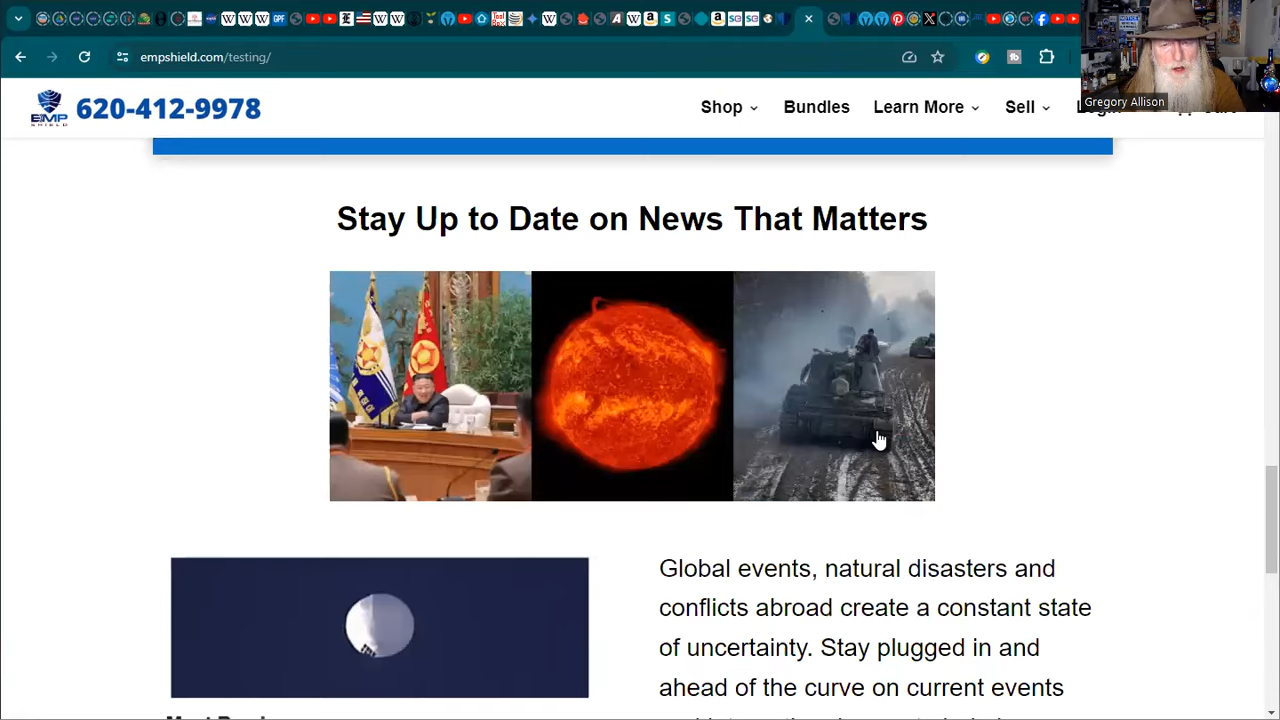 empshield.com/testing/
Gregory Allison
EMP
SHIELD
620-412-9978
Shop
Bundles
Learn More
Sell
Stay Up to Date on News That Matters
Global events, natural disasters and
conflicts abroad create a constant state
of uncertainty. Stay plugged in and
ahead of the curve on current events